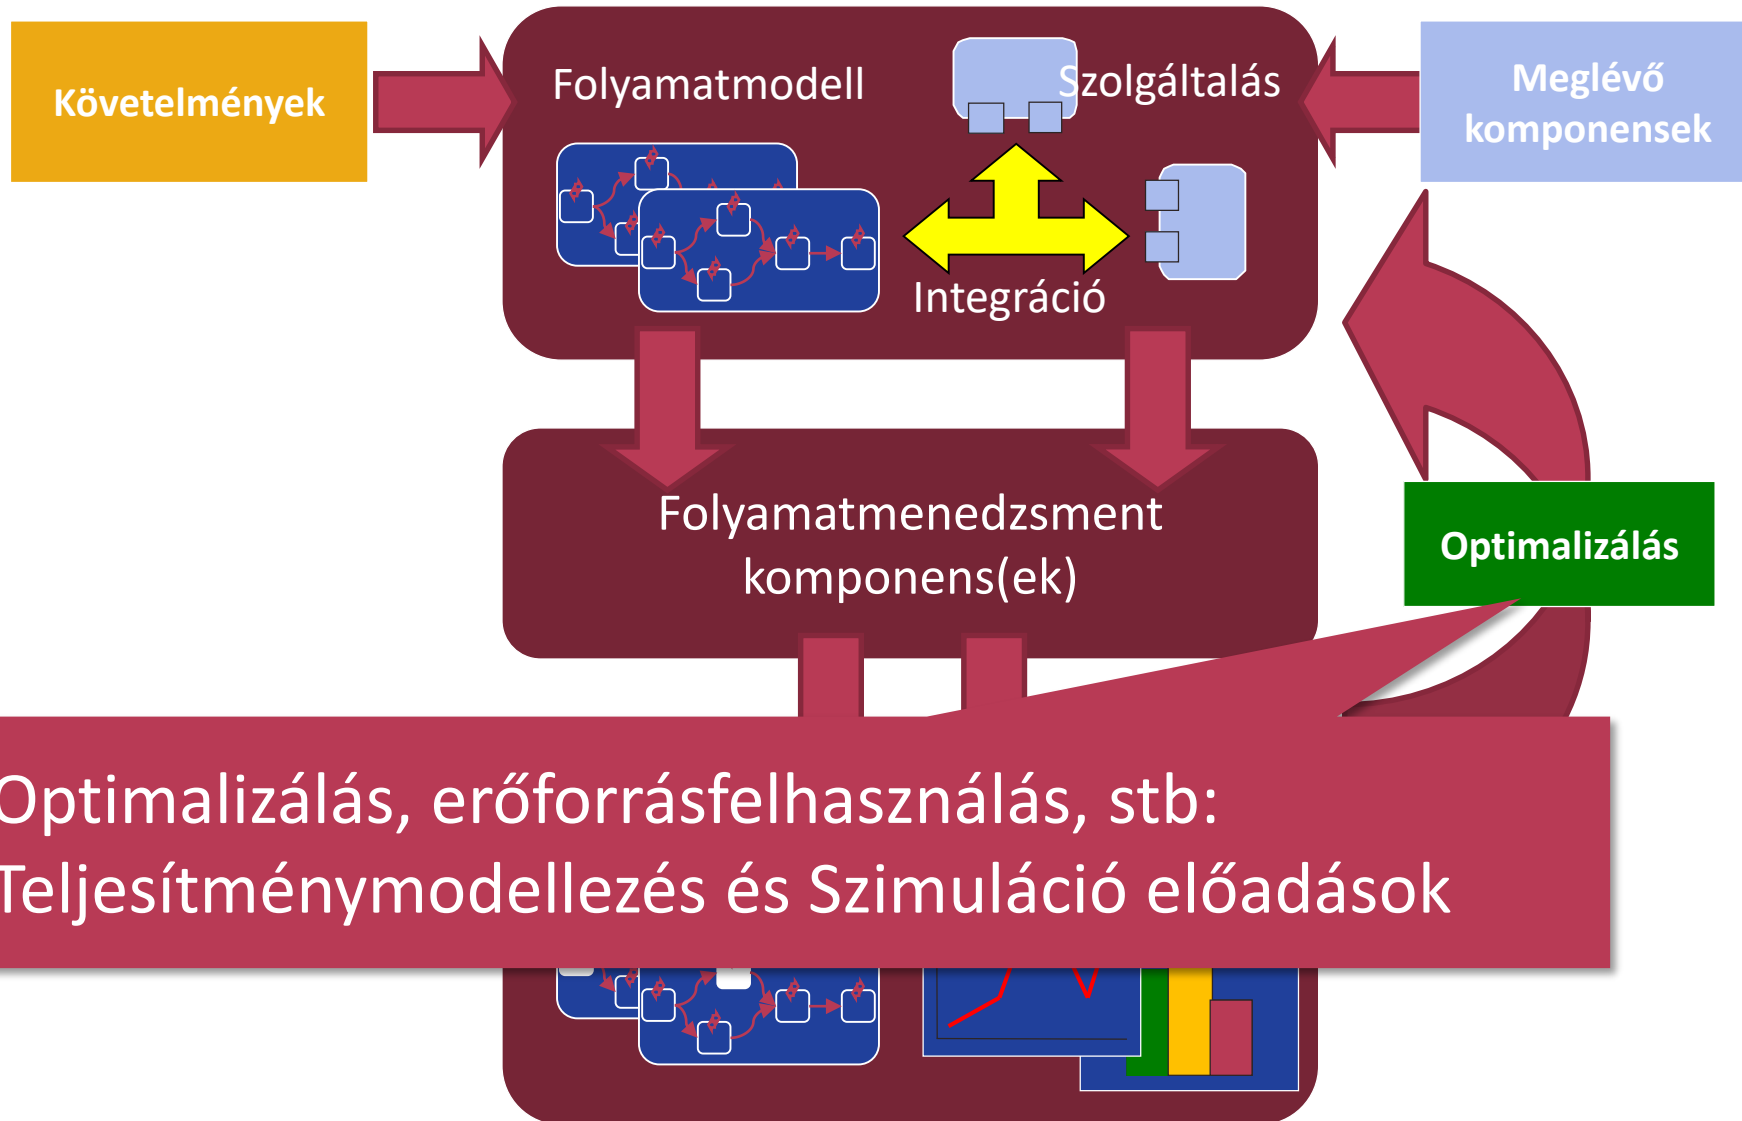 Követelmények
Folyamatmodell
Szolgáltalás
Meglévő
komponensek
Integráció
Folyamatmenedzsment
komponens(ek)
Optimalizálás
Optimalizálás, erőforrásfelhasználás, stb:
Teljesítménymodellezés és Szimuláció előadások